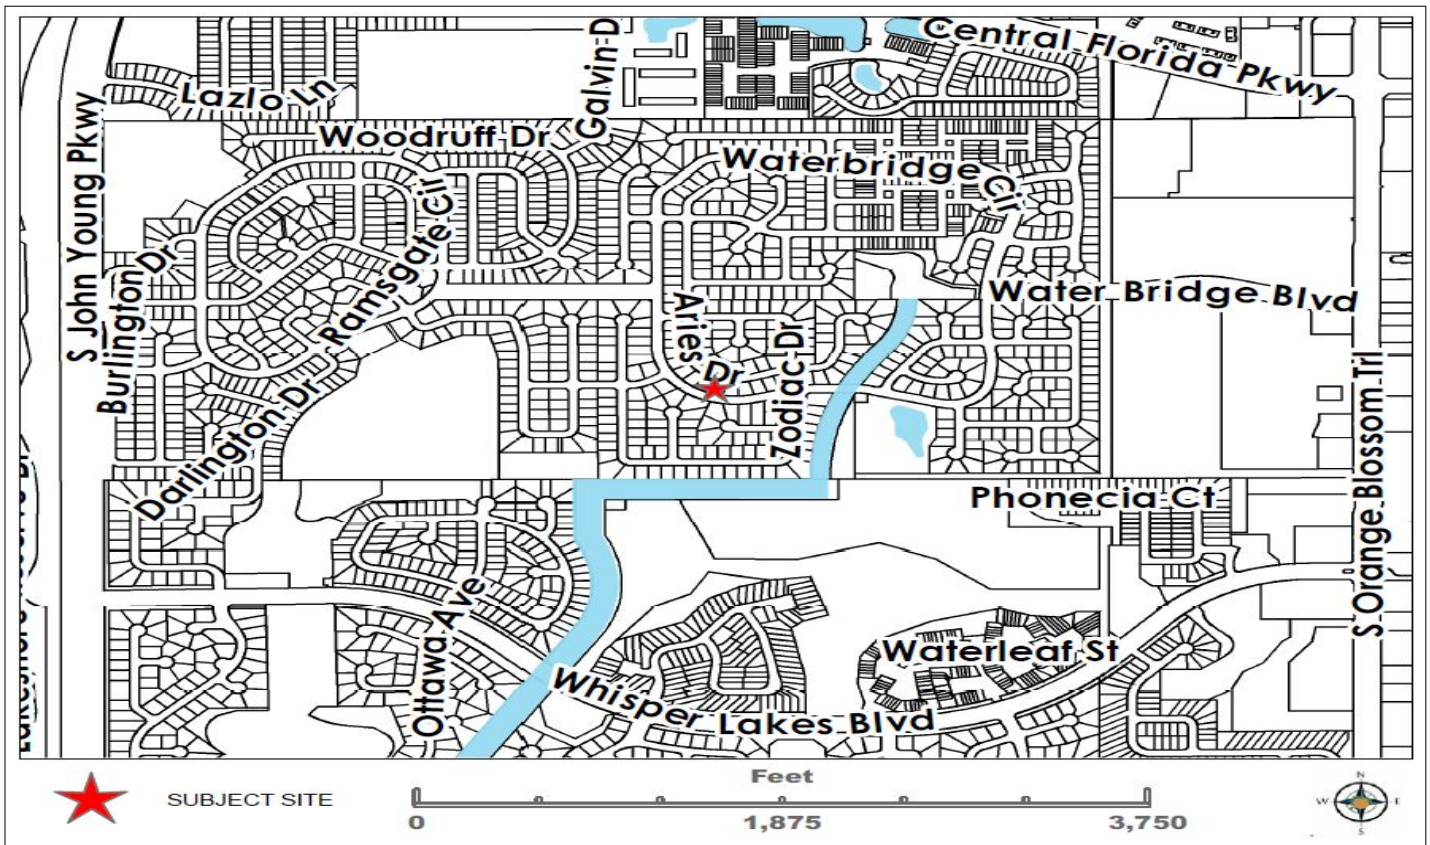 Central Florida Pkwy
Galvin D
Lazlo Ln
Woodruff Dr
Waterbridge Cir
S John Young Pkwy
Burlington Dr
Ramsgate Cir
Aries Dr
Zodiac Dr
Water Bridge Blvd
Darlington Dr
S Orange Blossom Trl
Phonecia Ct
Ottawa Ave
Waterleaf St
Whisper Lakes Blvd
SUBJECT SITE
Feet
0 1,875 3,750
N
W E
S